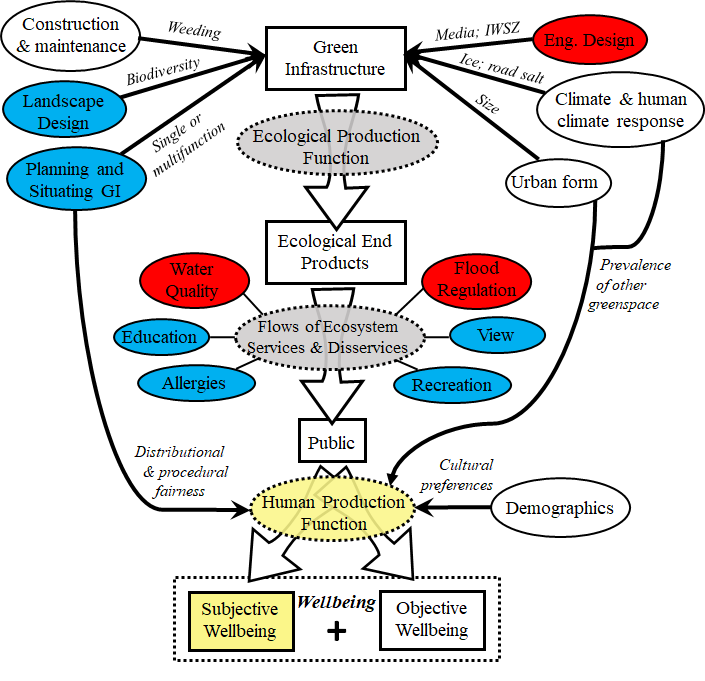 Construction
& maintenance
Weeding
Green
Infrastructure
Media; IWSZ
Eng. Design
Biodiversity
Ice; road salt
Landscape
Design
Single or
multifunction
Size
Climate & human
climate response
Ecological Production
Function
Planning and
Situating GI
Urban form
Ecological End
Products
Water
Quality
Flood
Regulation
Prevalence
of other
greenspace
Education
Flows of Ecosystem
Services & Disservices
View
Allergies
Recreation
Public
Distributional
& procedural
fairness
Cultural
preferences
Human Production
Function
Demographics
Wellbeing
Subjective
Wellbeing
+
Objective
Wellbeing